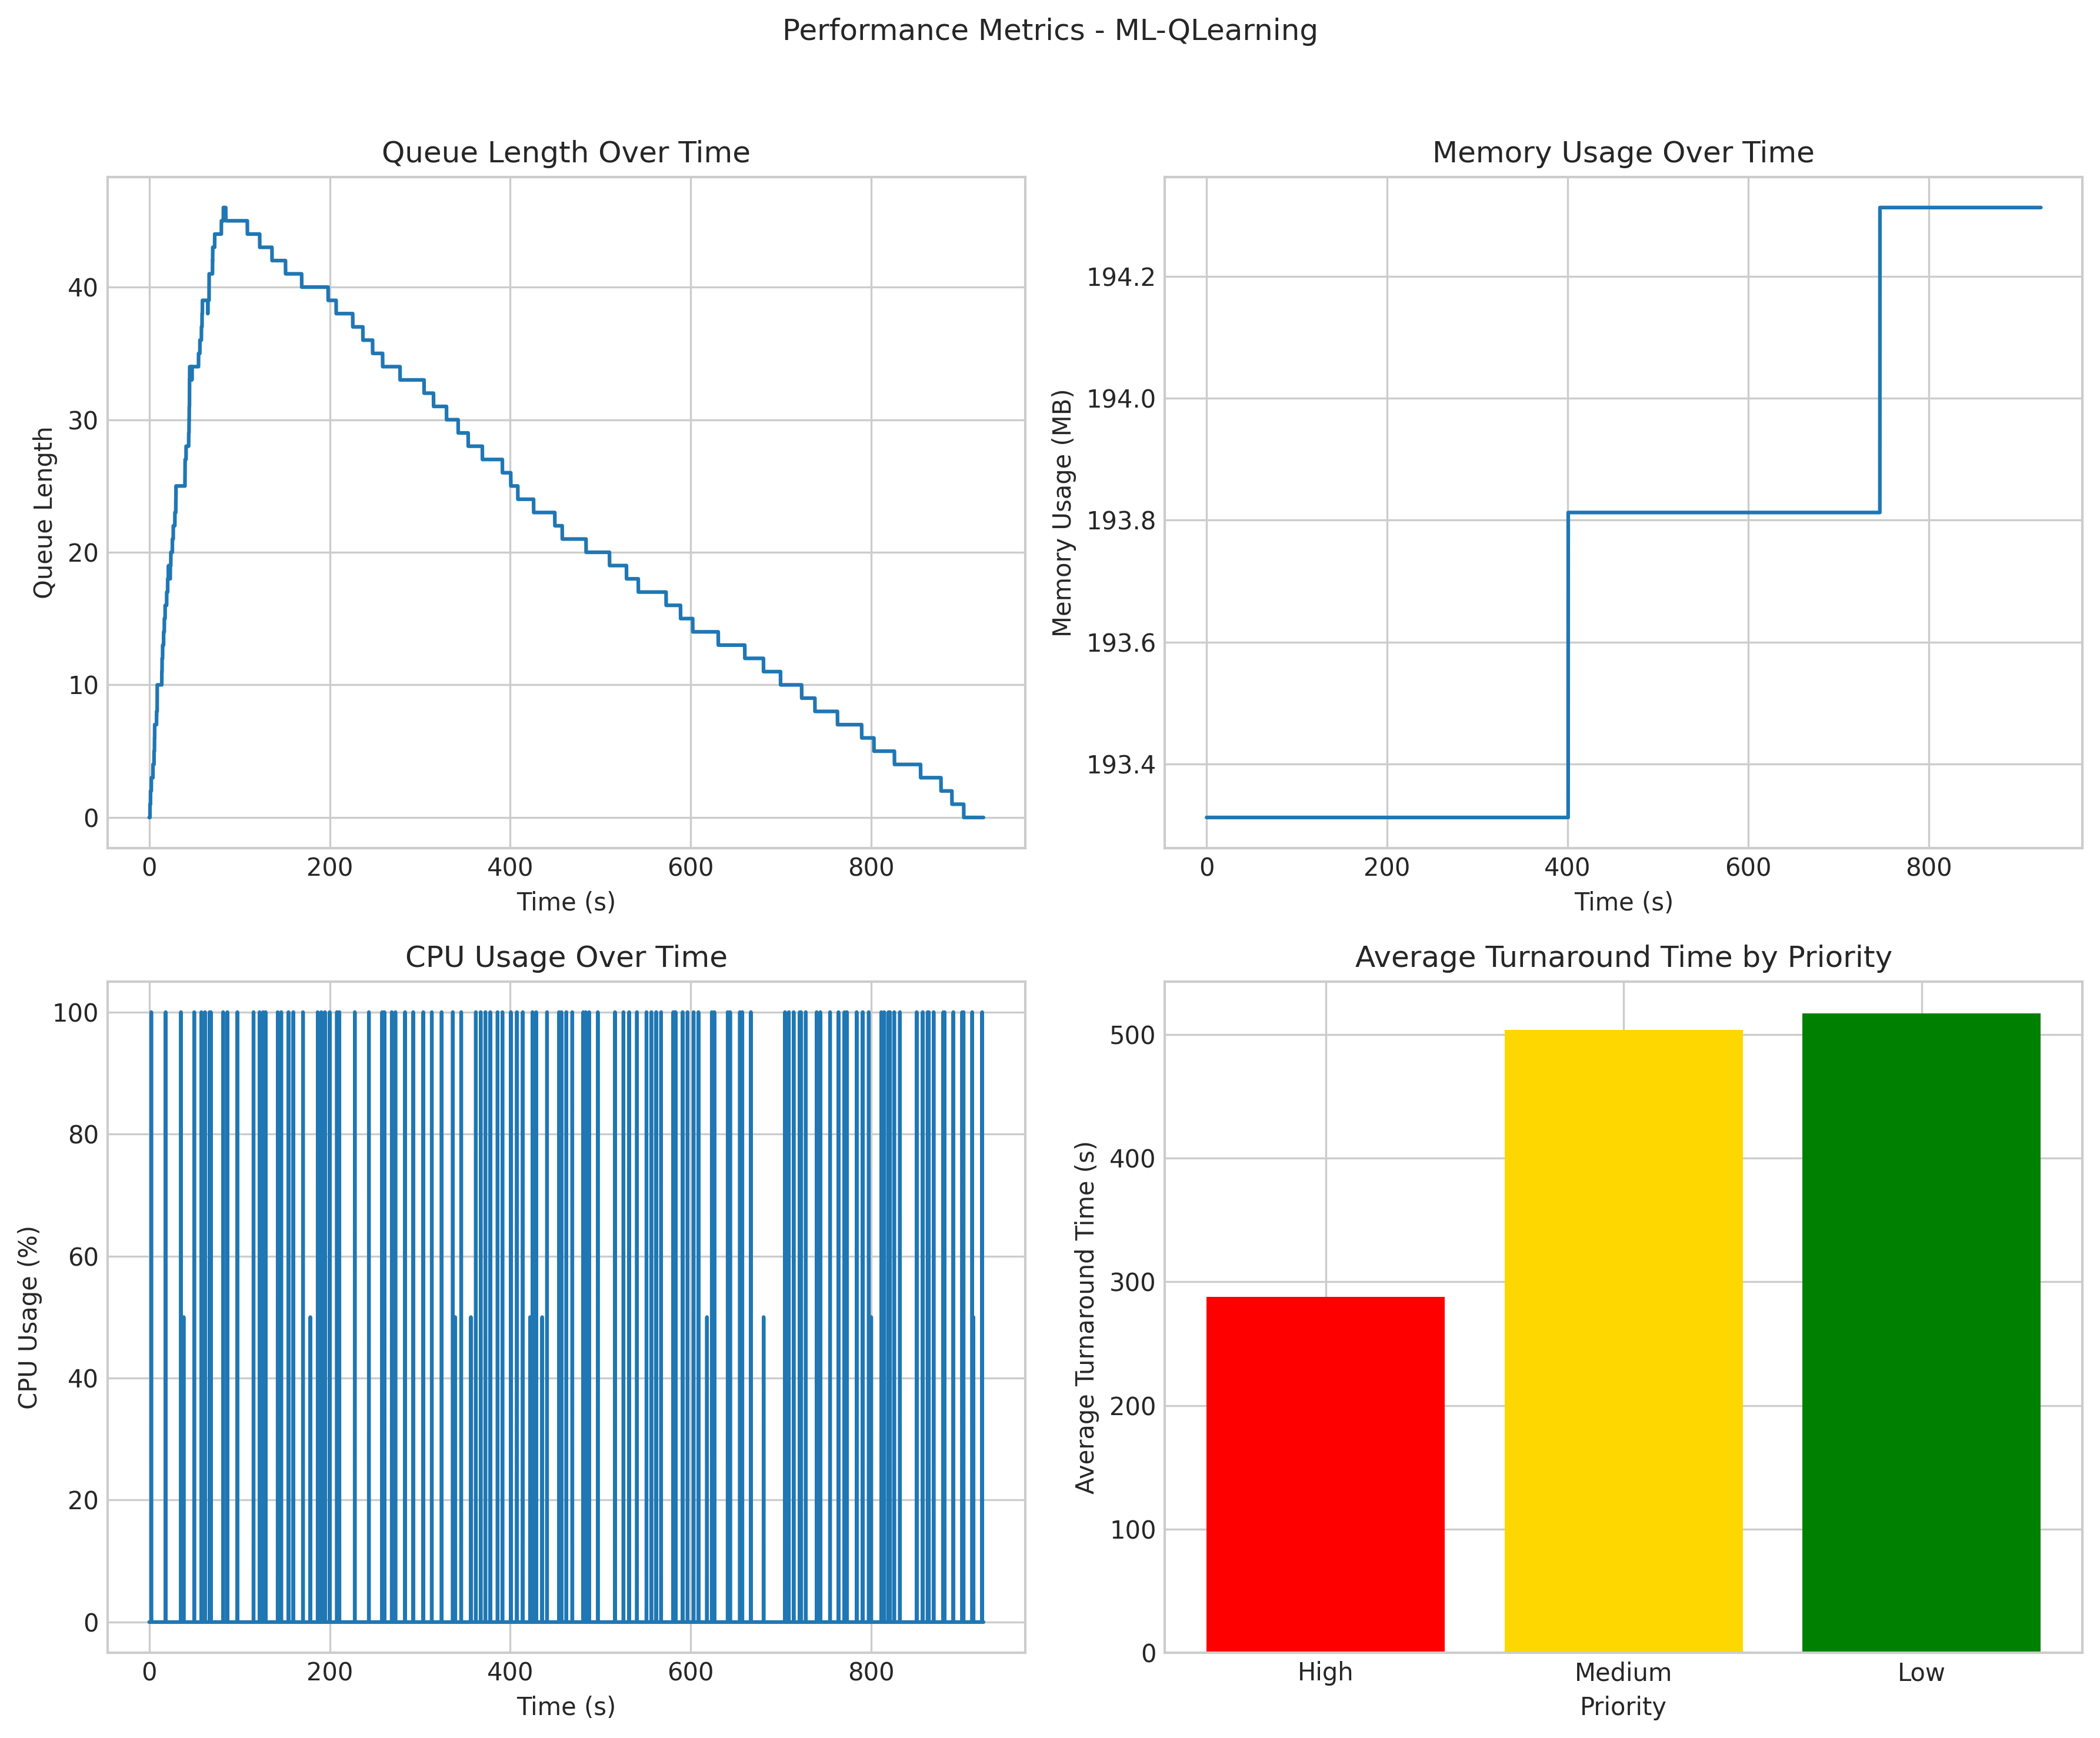 Performance Metrics - ML-QLearning
Queue Length Over Time
Queue Length
40
30
20
10
0
0 200 400 600 800
Time (s)
Memory Usage Over Time
Memory Usage (MB)
194.2
194.0
193.8
193.6
193.4
0 200 400 600 800
Time (s)
CPU Usage Over Time
CPU Usage (%)
100
80
60
40
20
0
0 200 400 600 800
Time (s)
Average Turnaround Time by Priority
Average Turnaround Time (s)
500
400
300
200
100
0
High Medium Low
Priority